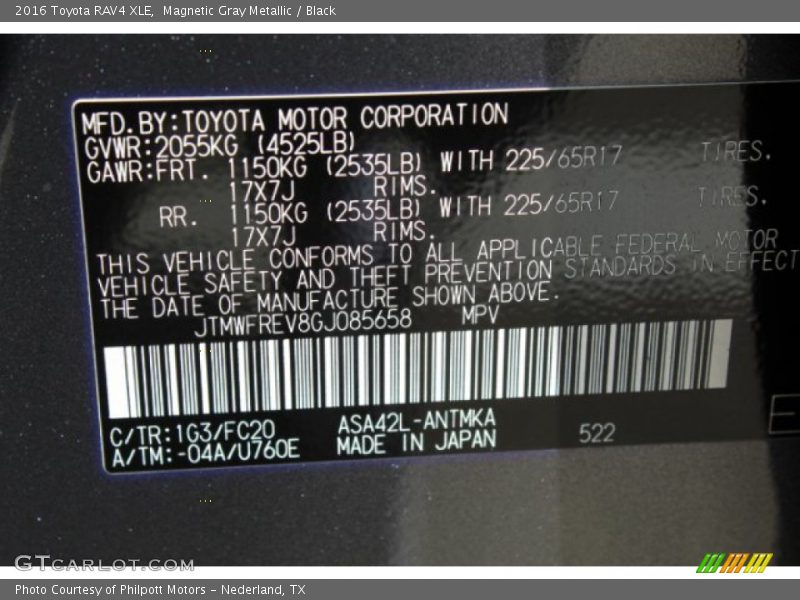 2016 Toyota RAV4 XLE,  Magnetic Gray Metallic / Black
MFD.BY:TOYOTA MOTOR CORPORATION
GVWR:2055KG (4525LB)
GAWR:FRT. 1150KG (2535LB) WITH 225/65R17 TIRES.
17X7J RIMS.
RR. 1150KG (2535LB) WITH 225/65R17 TIRES.
17X7J RIMS.
THIS VEHICLE CONFORMS TO ALL APPLICABLE FEDERAL MOTOR
VEHICLE SAFETY AND THEFT PREVENTION STANDARDS IN EFFECT
THE DATE OF MANUFACTURE SHOWN ABOVE.
JTMWFREV8GJ085658 MPV
C/TR:1G3/FC20 ASA42L-ANTMKA
A/TM:-04A/U760E MADE IN JAPAN 522
GTcarlot.com
Photo Courtesy of Philpott Motors - Nederland, TX